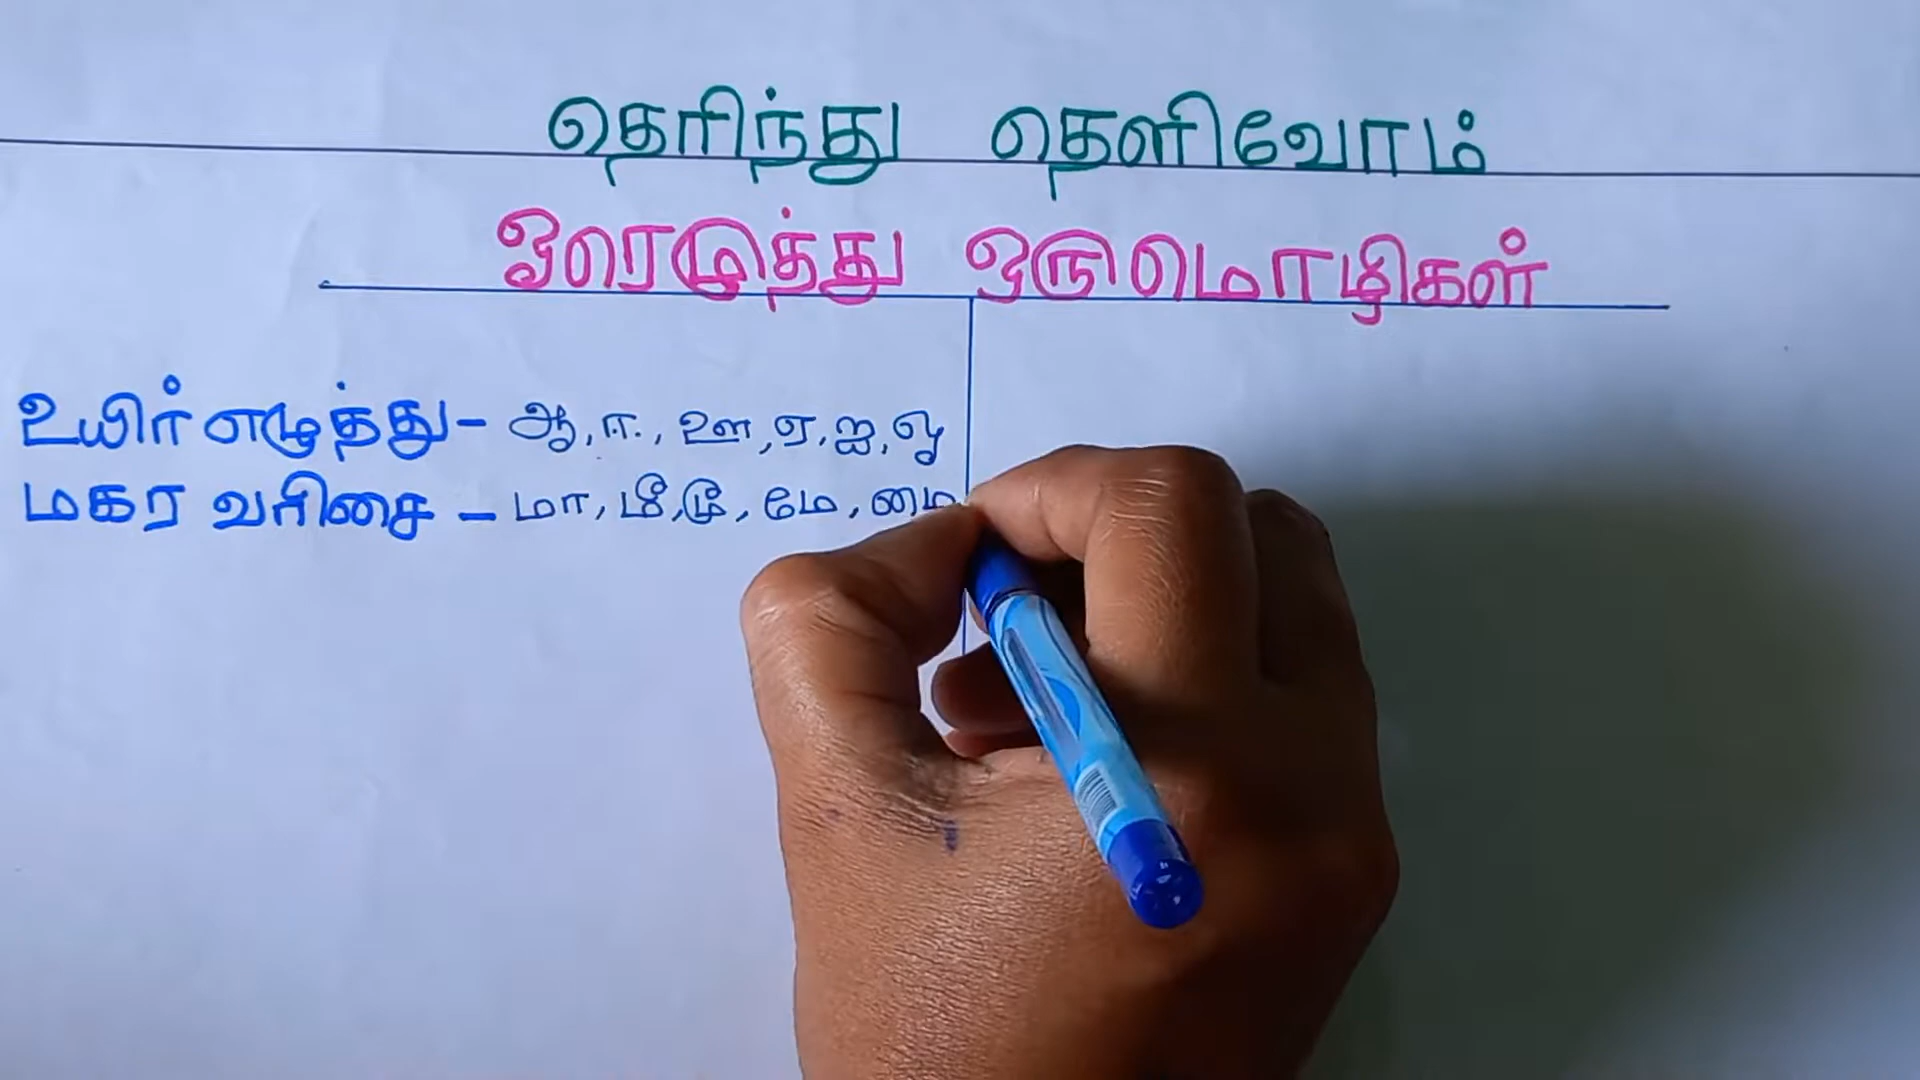 தெரிந்து தெளிவோம்
ஓரெழுத்து ஒருமொழிகள்
உயிர் எழுத்து - ஆ, ஈ, ஊ, ஏ, ஐ, ஓ
மகர வரிசை - மா, மீ, மூ, மே, மை